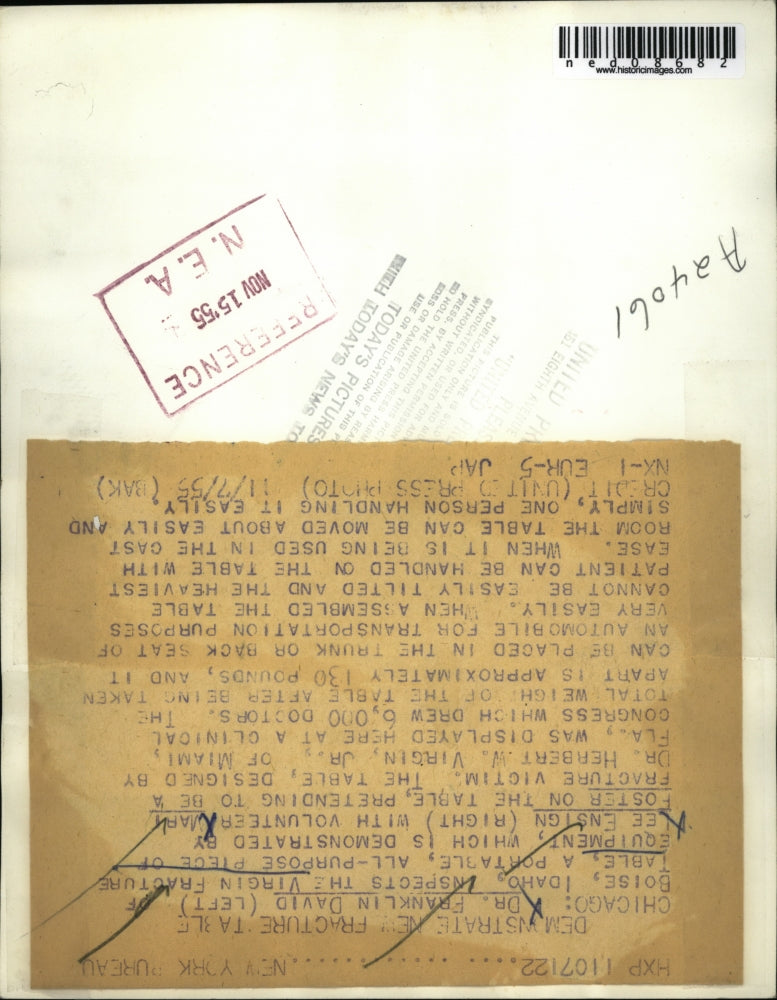 ned08682
www.historicimages.com
A24061
REFERENCE
NOV 15 '55
N.E.A.
TODAY'S PICTURES
TODAY'S NEWS TO
HXP 1107122.............NEW YORK BUREAU
DEMONSTRATE NEW FRACTURE TABLE
CHICAGO: DR. FRANKLIN DAVID (LEFT), OF
BOISE, IDAHO, INSPECTS THE VIRGIN FRACTURE
TABLE, A PORTABLE, ALL-PURPOSE PIECE OF
EQUIPMENT, WHICH IS DEMONSTRATED BY
LEE ENSIGN (RIGHT) WITH VOLUNTEER MARY
FOSTER ON THE TABLE, PRETENDING TO BE A
FRACTURE VICTIM. THE TABLE, DESIGNED BY
DR. HERBERT W. VIRGIN, JR., OF MIAMI,
FLA., WAS DISPLAYED HERE AT A CLINICAL
CONGRESS WHICH DREW 6,000 DOCTORS. THE
TOTAL WEIGHT OF THE TABLE AFTER BEING TAKEN
APART IS APPROXIMATELY 130 POUNDS, AND IT
CAN BE PLACED IN THE TRUNK OR BACK SEAT OF
AN AUTOMOBILE FOR TRANSPORTATION PURPOSES
VERY EASILY. WHEN ASSEMBLED THE TABLE
CANNOT BE EASILY TILTED AND THE HEAVIEST
PATIENT CAN BE HANDLED ON THE TABLE WITH
EASE. WHEN IT IS BEING USED IN THE CAST
ROOM THE TABLE CAN BE MOVED ABOUT EASILY AND
SIMPLY, ONE PERSON HANDLING IT EASILY.
CREDIT (UNITED PRESS PHOTO) 11/7/55 (BAK)
NX-1 EUR-5 JAP